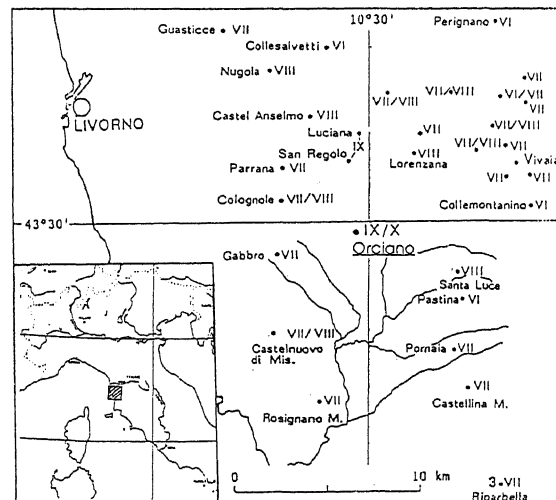 10°30'
Guasticce VII
Perignano VI
Collesalvetti VI
Nugola VIII
VII
VII/VIII
VII/VIII
VI/VII
VII
LIVORNO
Castel Anselmo VIII
VII/VIII
Luciana
IX
VII
San Regolo
VIII
Lorenzana
VII/VIII
VII
Vivaia
Parrana VII
VII
VII
Colognole VII/VIII
Collemontanino VI
43°30'
IX/X
Orciano
Gabbro VII
VIII
Santa Luce
Pastina VI
VII/VIII
Castelnuovo
di Mis.
Pornaia VII
VII
Rosignano M.
VII
Castellina M.
0 10 km
3 VII
Riparbella